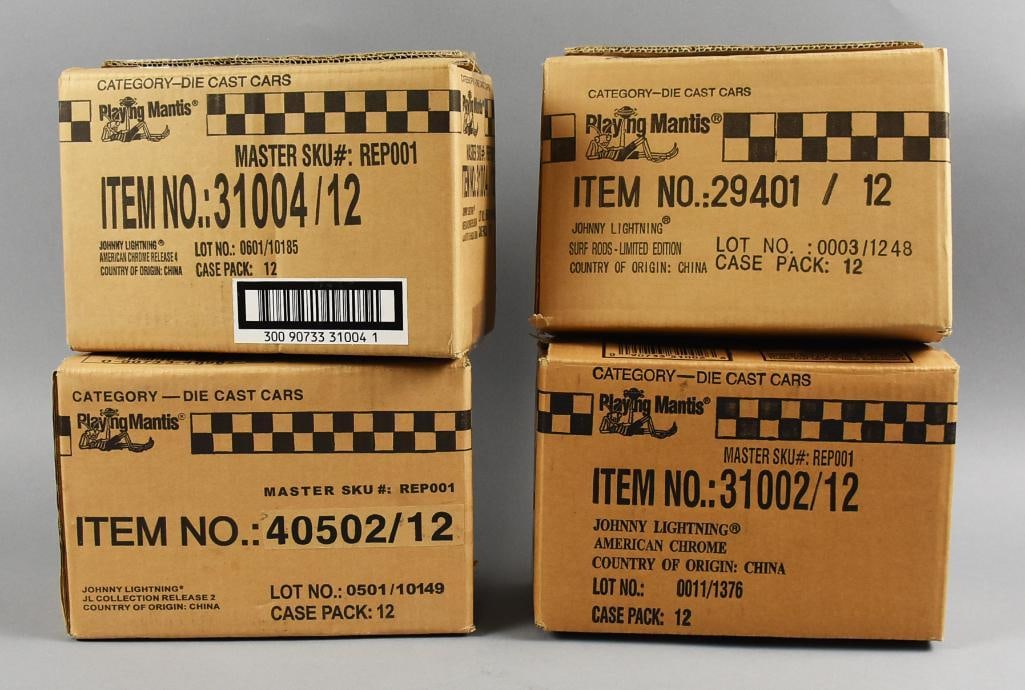 CATEGORY—DIE CAST CARS
Playing Mantis®
MASTER SKU#: REP001
ITEM NO.:31004/12
JOHNNY LIGHTNING®
AMERICAN CHROME RELEASE 4
COUNTRY OF ORIGIN: CHINA
LOT NO.: 0601/10185
CASE PACK: 12
300 90733 31004 1
CATEGORY—DIE CAST CARS
Playing Mantis®
ITEM NO.:29401 / 12
JOHNNY LIGHTNING®
SURF RODS-LIMITED EDITION
COUNTRY OF ORIGIN: CHINA
LOT NO. :0003/1248
CASE PACK: 12
CATEGORY — DIE CAST CARS
Playing Mantis®
MASTER SKU #: REP001
ITEM NO.:40502/12
JOHNNY LIGHTNING®
JL COLLECTION RELEASE 2
COUNTRY OF ORIGIN: CHINA
LOT NO.: 0501/10149
CASE PACK: 12
CATEGORY—DIE CAST CARS
Playing Mantis®
MASTER SKU#: REP001
ITEM NO.:31002/12
JOHNNY LIGHTNING®
AMERICAN CHROME
COUNTRY OF ORIGIN: CHINA
LOT NO.: 0011/1376
CASE PACK: 12